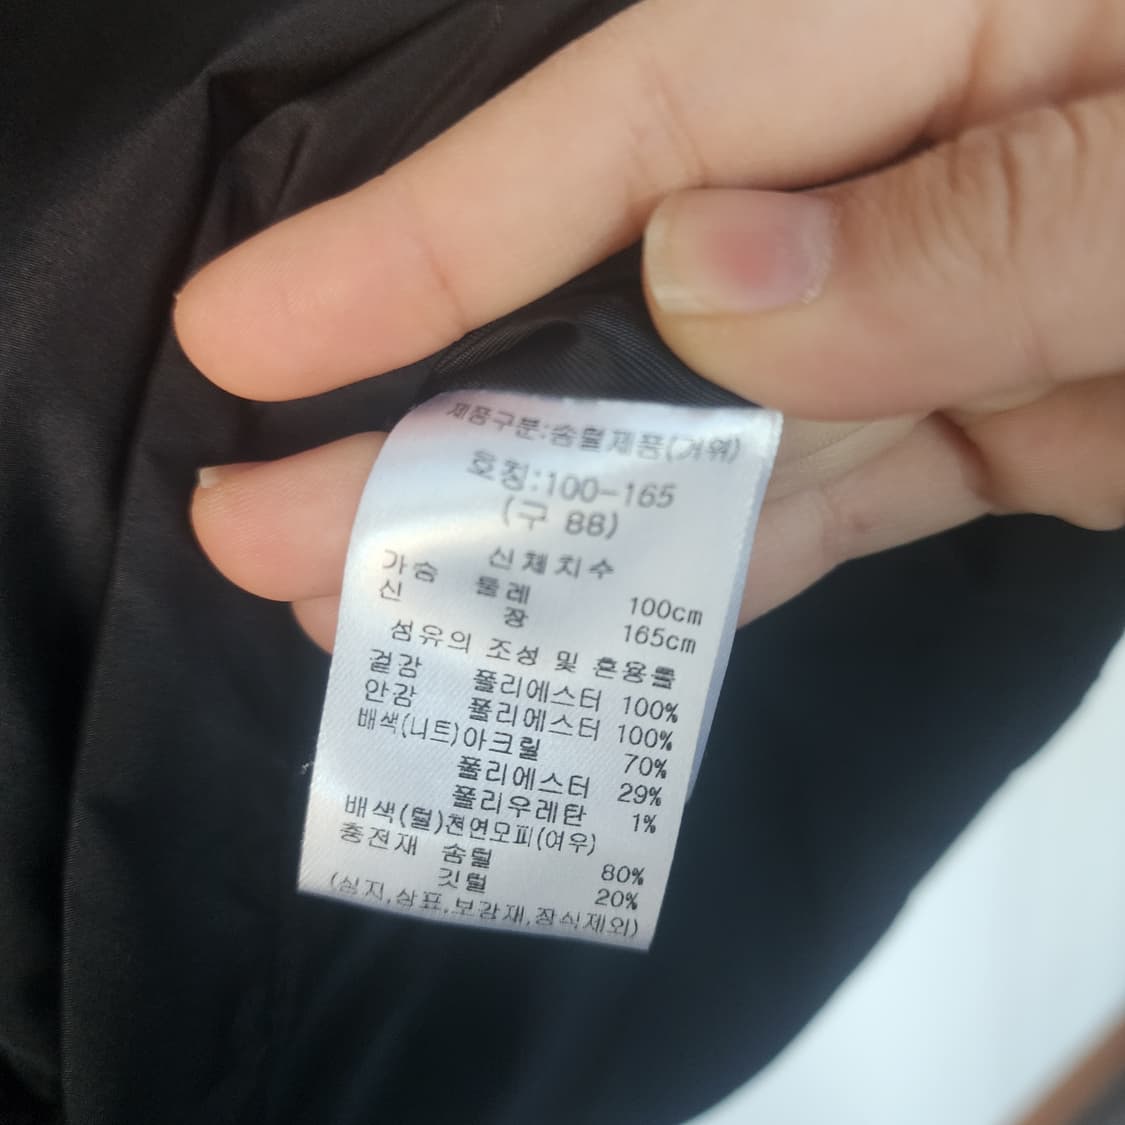 제품구분:솜털제품(거위)
호칭:100-165
(구 88)
신체치수
가슴 둘레 100cm
신 장 165cm
섬유의 조성 및 혼용률
겉감 폴리에스터 100%
안감 폴리에스터 100%
배색(니트)아크릴 70%
폴리에스터 29%
폴리우레탄 1%
배색(털)천연모피(여우)
충전재 솜털 80%
깃털 20%
(심지,상표,보강재,장식제외)